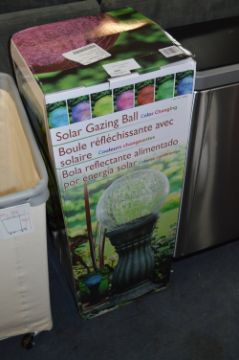 Solar Gazing Ball Color Changing
Boule réfléchissante avec
solaire Couleurs changeantes
Bola reflectante alimentado
por energía solar